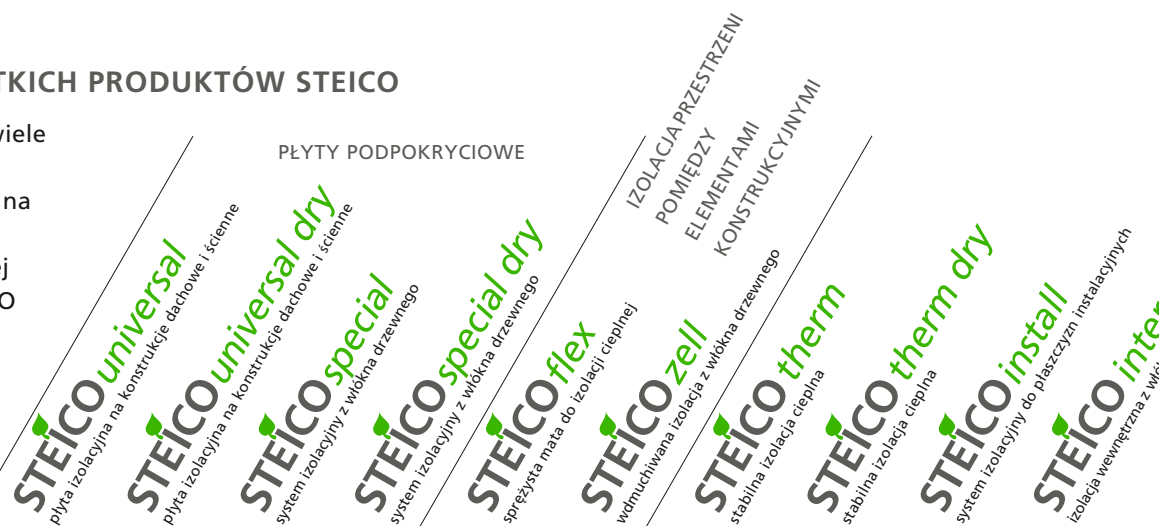 TKICH PRODUKTÓW STEICO
wiele
na
ej
O
PŁYTY PODPOKRYCIOWE
IZOLACJA PRZESTRZENI
POMIĘDZY
ELEMENTAMI
KONSTRUKCYJNYMI
STEICO universal
płyta izolacyjna na konstrukcje dachowe i ścienne
STEICO universal dry
płyta izolacyjna na konstrukcje dachowe i ścienne
STEICO special
system izolacyjny z włókna drzewnego
STEICO special dry
system izolacyjny z włókna drzewnego
STEICO flex
sprężysta mata do izolacji cieplnej
STEICO zell
wdmuchiwana izolacja z włókna drzewnego
STEICO therm
stabilna izolacja cieplna
STEICO therm dry
stabilna izolacja cieplna
STEICO install
system izolacyjny do płaszczyzn instalacyjnych
STEICO inter
izolacja wewnętrzna z włó